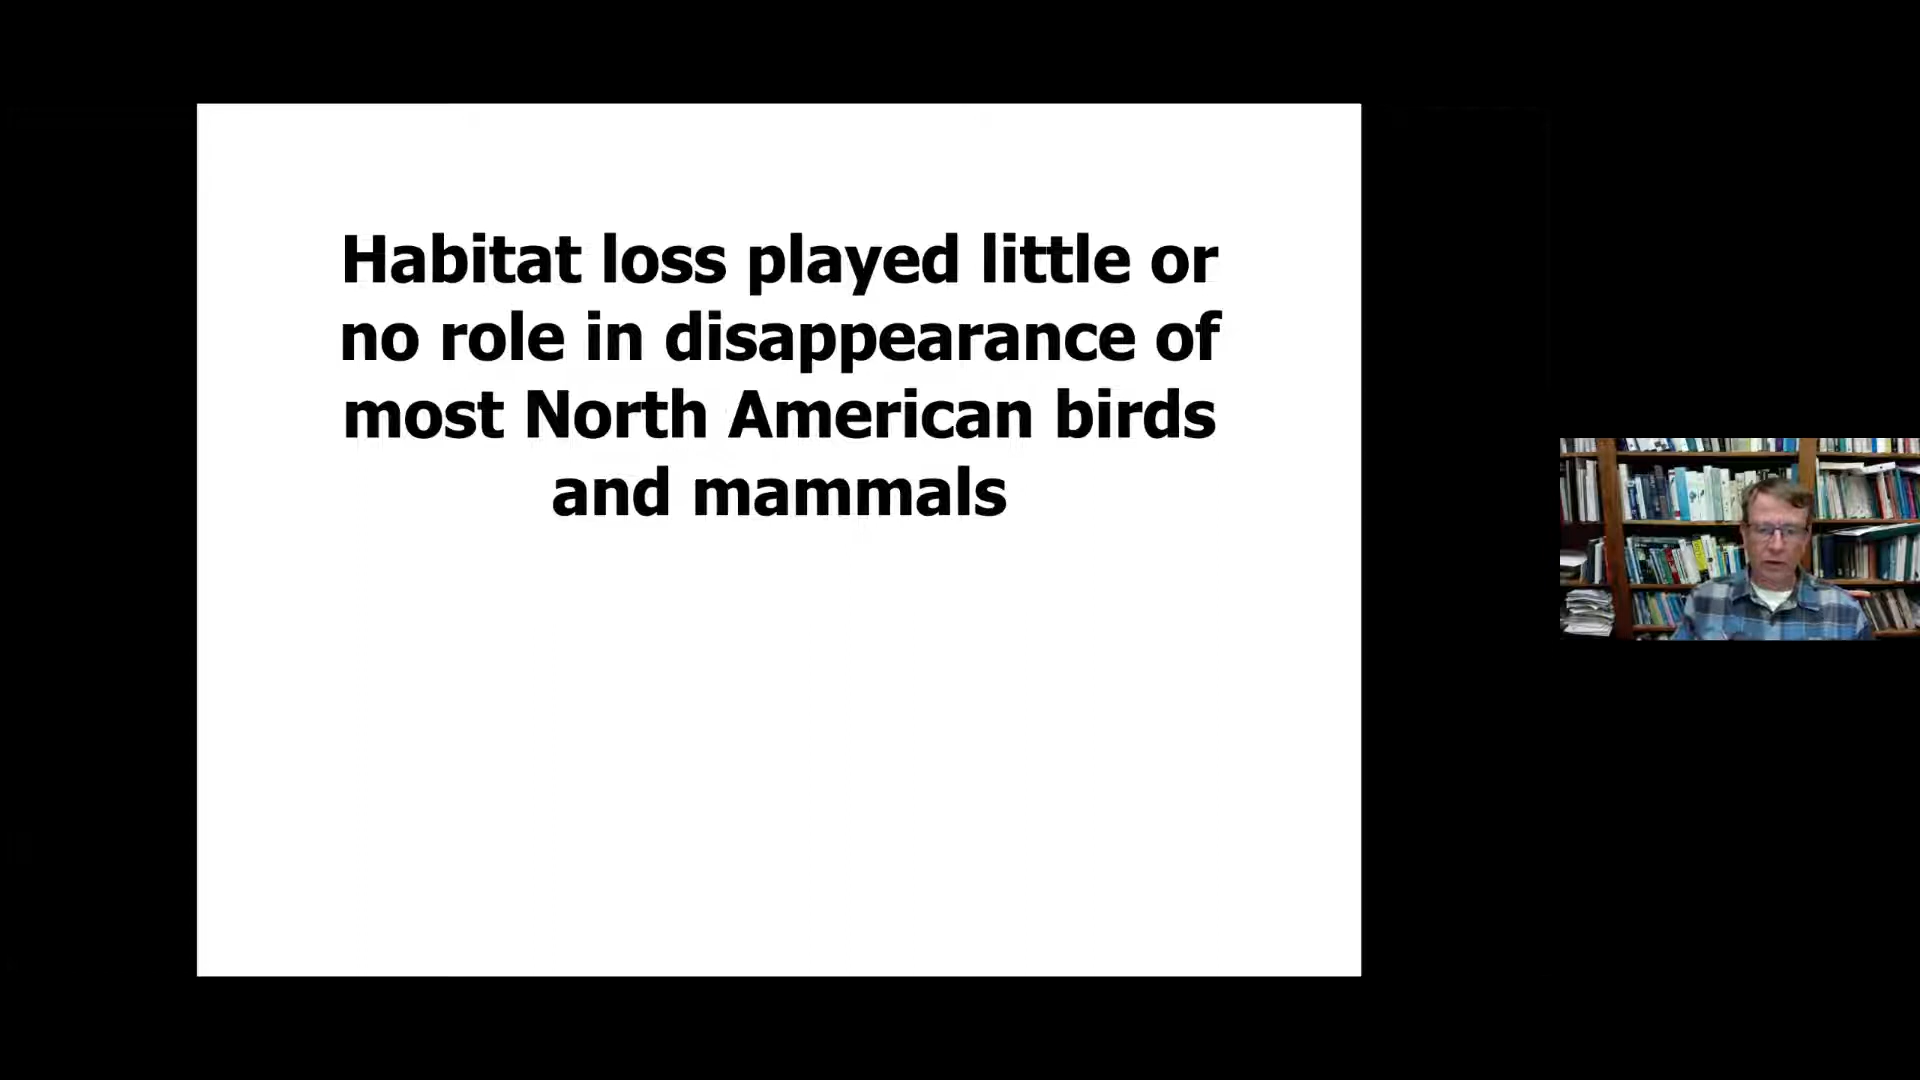 Habitat loss played little or
no role in disappearance of
most North American birds
and mammals